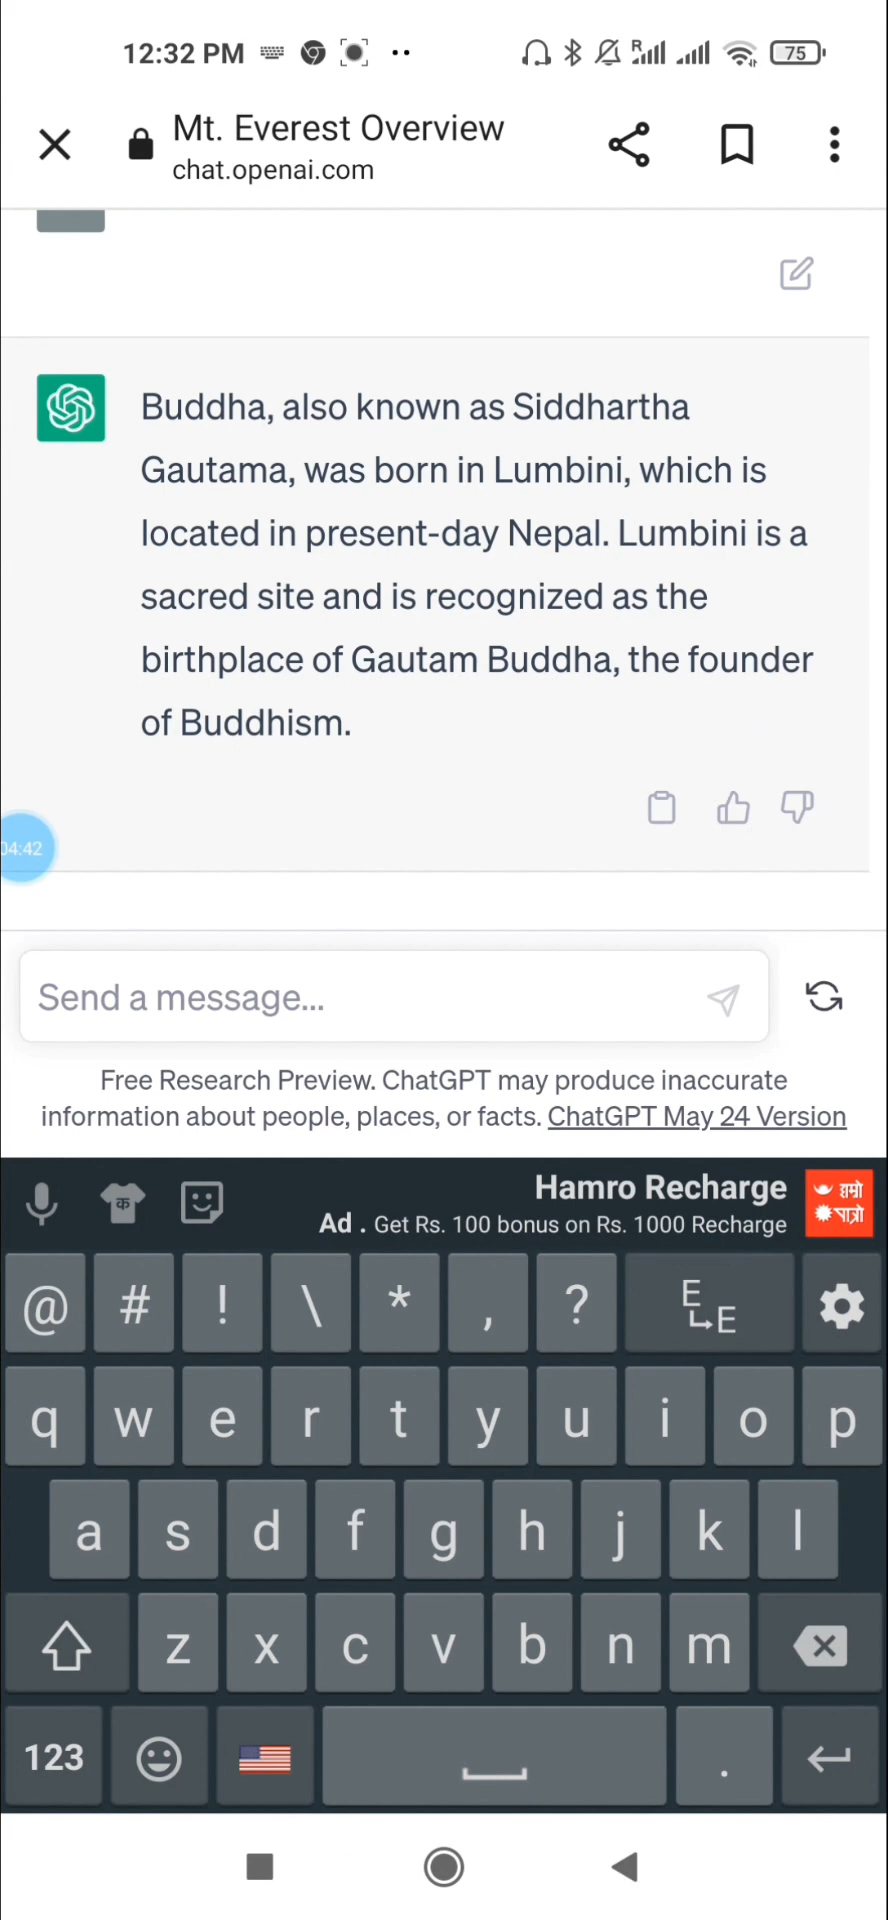 12:32 PM
R
75
Mt. Everest Overview
chat.openai.com
Buddha, also known as Siddhartha
Gautama, was born in Lumbini, which is
located in present-day Nepal. Lumbini is a
sacred site and is recognized as the
birthplace of Gautam Buddha, the founder
of Buddhism.
04:42
Send a message...
Free Research Preview. ChatGPT may produce inaccurate
information about people, places, or facts. ChatGPT May 24 Version
क
Hamro Recharge
Ad . Get Rs. 100 bonus on Rs. 1000 Recharge
हाम्रो
पात्रो
@ # ! \ * , ? E E
q w e r t y u i o p
a s d f g h j k l
z x c v b n m
123 .